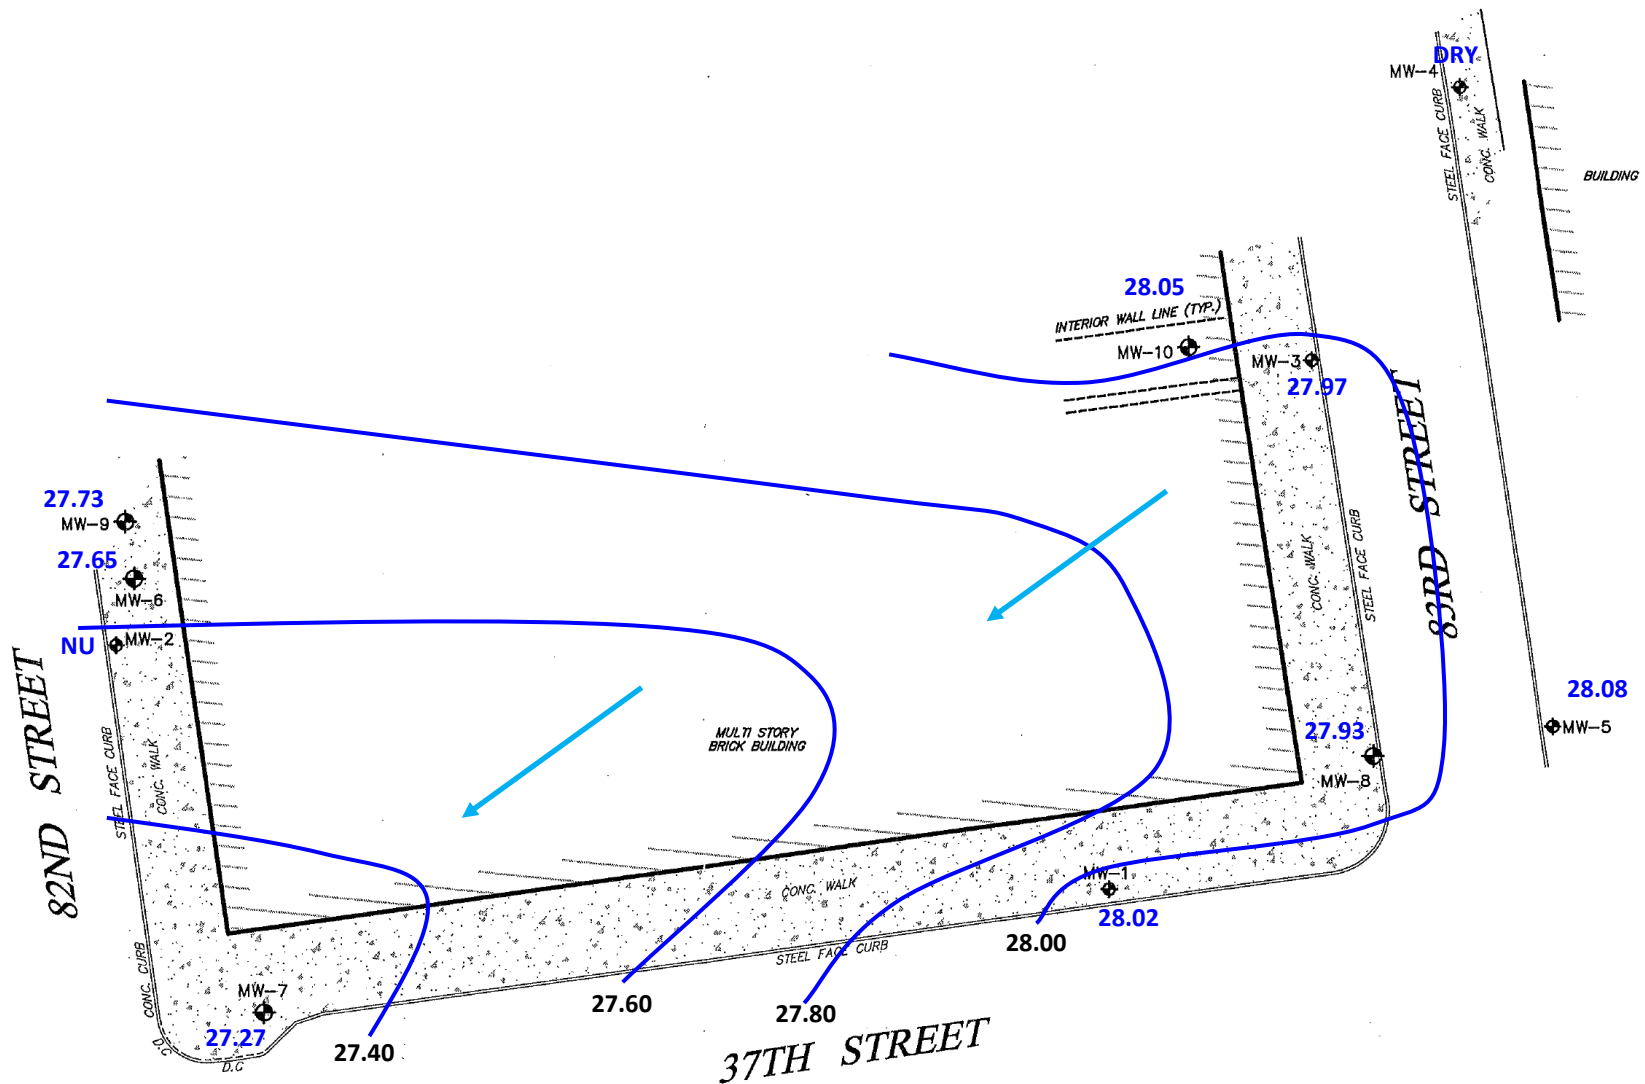 DRY
MW-4
STEEL FACE CURB
CONC. WALK
BUILDING
28.05
INTERIOR WALL LINE (TYP.)
MW-10
MW-3
27.97
83RD STREET
27.73
MW-9
27.65
MW-6
NU
MW-2
CONC. WALK
STEEL FACE CURB
28.08
MW-5
27.93
MW-8
MULTI STORY
BRICK BUILDING
82ND STREET
STEEL FACE CURB
CONC. WALK
CONC. WALK
MW-1
28.02
28.00
STEEL FACE CURB
CONC. CURB
MW-7
27.27
D.C
D.C
27.40
27.60
27.80
37TH STREET